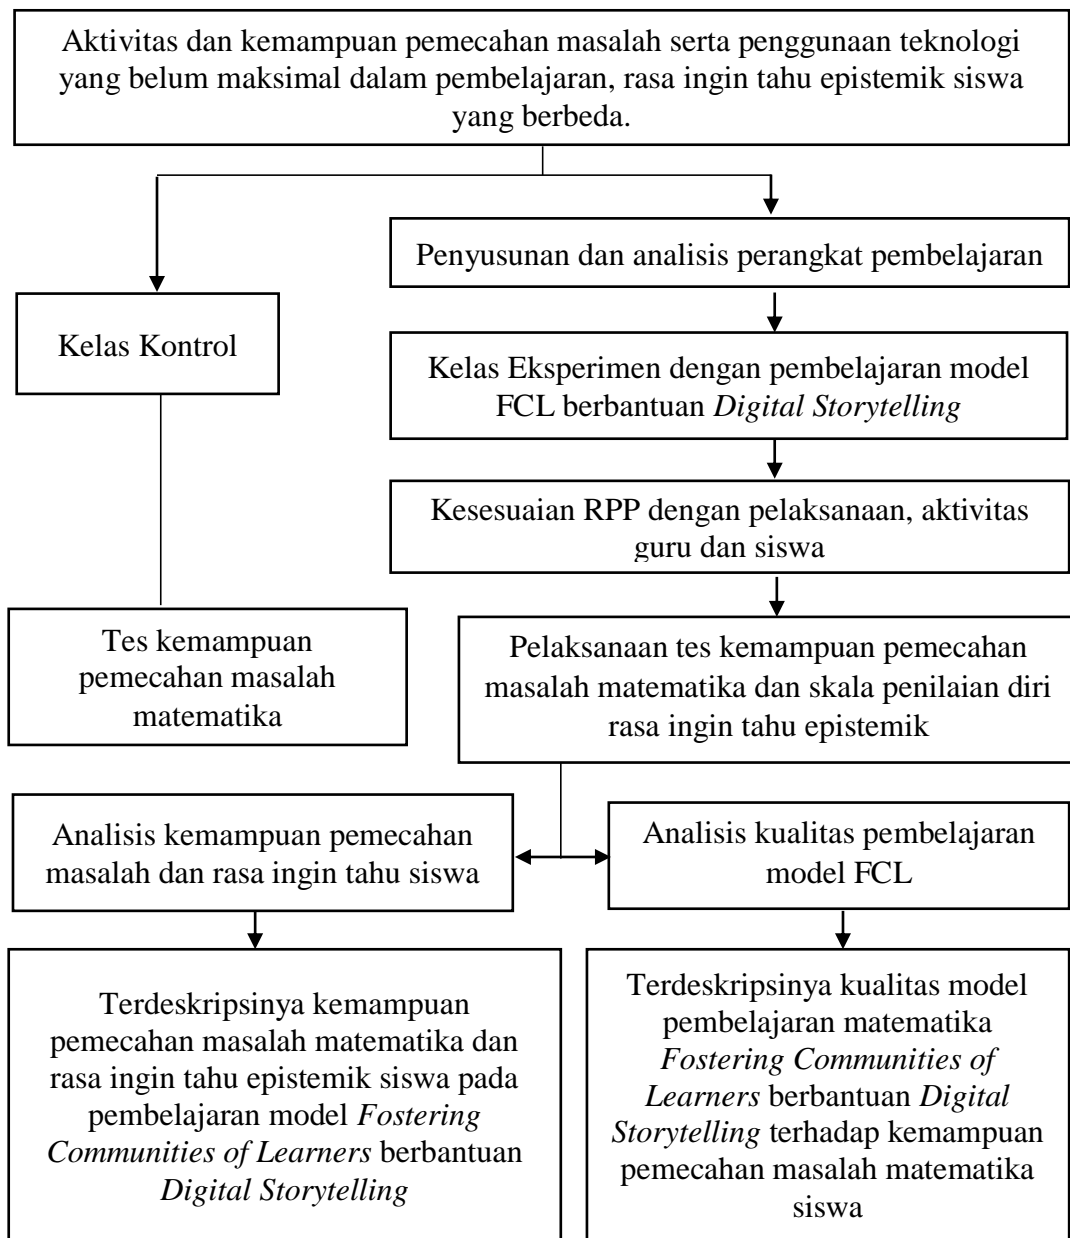 Aktivitas dan kemampuan pemecahan masalah serta penggunaan teknologi
yang belum maksimal dalam pembelajaran, rasa ingin tahu epistemik siswa
yang berbeda.
Penyusunan dan analisis perangkat pembelajaran
Kelas Kontrol
Kelas Eksperimen dengan pembelajaran model
FCL berbantuan Digital Storytelling
Kesesuaian RPP dengan pelaksanaan, aktivitas
guru dan siswa
Tes kemampuan
pemecahan masalah
matematika
Pelaksanaan tes kemampuan pemecahan
masalah matematika dan skala penilaian diri
rasa ingin tahu epistemik
Analisis kemampuan pemecahan
masalah dan rasa ingin tahu siswa
Analisis kualitas pembelajaran
model FCL
Terdeskripsinya kemampuan
pemecahan masalah matematika dan
rasa ingin tahu epistemik siswa pada
pembelajaran model Fostering
Communities of Learners berbantuan
Digital Storytelling
Terdeskripsinya kualitas model
pembelajaran matematika
Fostering Communities of
Learners berbantuan Digital
Storytelling terhadap kemampuan
pemecahan masalah matematika
siswa